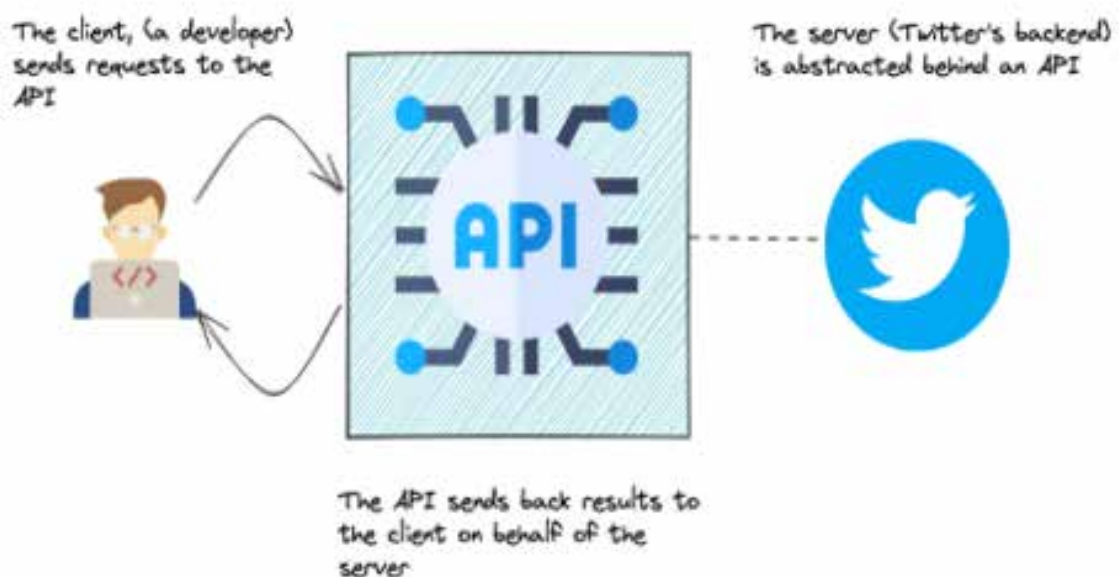 The client, (a developer)
sends requests to the
API
The server (Twitter's backend)
is abstracted behind an API
</>
API
The API sends back results to
the client on behalf of the
server